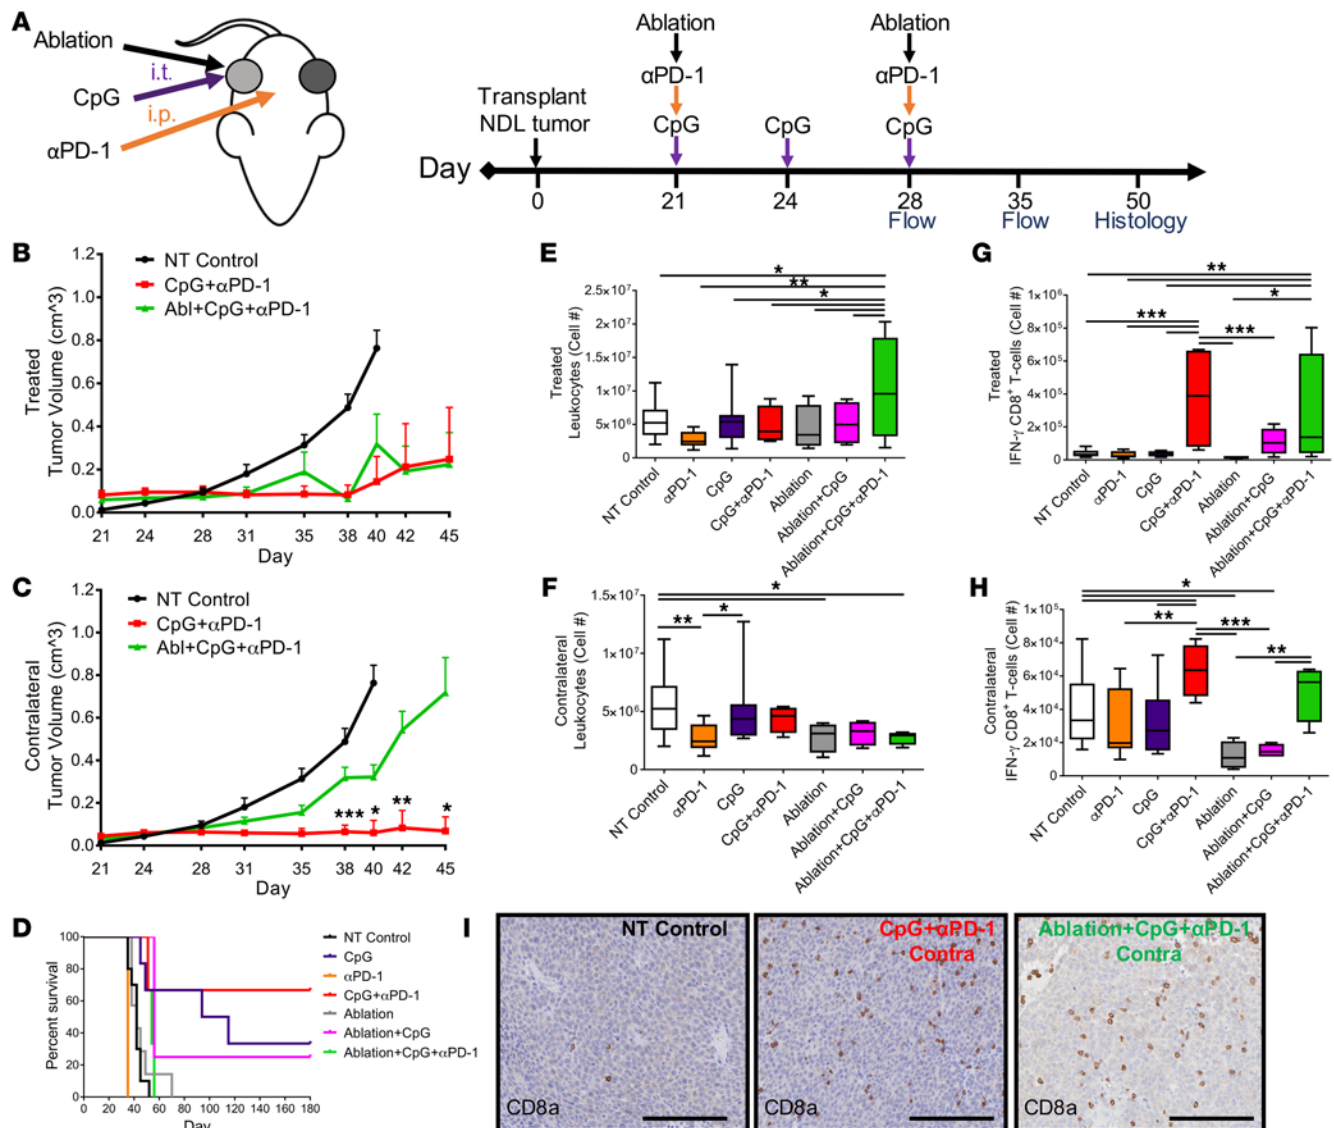 A
Ablation
i.t.
CpG
i.p.
αPD-1
Transplant
NDL tumor
Ablation
αPD-1
CpG
CpG
Ablation
αPD-1
CpG
Day
0
21
24
28
35
50
Flow
Flow
Histology
B
Treated
Tumor Volume (cm^3)
1.2
1.0
0.8
0.6
0.4
0.2
0.0
NT Control
CpG+αPD-1
Abl+CpG+αPD-1
21 24 28 31 35 38 40 42 45
Day
C
Contralateral
Tumor Volume (cm^3)
1.2
1.0
0.8
0.6
0.4
0.2
0.0
NT Control
CpG+αPD-1
Abl+CpG+αPD-1
*** * ** *
21 24 28 31 35 38 40 42 45
Day
D
Percent survival
100
80
60
40
20
0
0 20 40 60 80 100 120 140 160 180
Day
NT Control
CpG
αPD-1
CpG+αPD-1
Ablation
Ablation+CpG
Ablation+CpG+αPD-1
E
Treated
Leukocytes (Cell #)
2.5×10⁷
2.0×10⁷
1.5×10⁷
1×10⁷
5×10⁶
0
*
**
*
NT Control
αPD-1
CpG
CpG+αPD-1
Ablation
Ablation+CpG
Ablation+CpG+αPD-1
F
Contralateral
Leukocytes (Cell #)
1.5×10⁷
1×10⁷
5×10⁶
0
*
** *
NT Control
αPD-1
CpG
CpG+αPD-1
Ablation
Ablation+CpG
Ablation+CpG+αPD-1
G
Treated
IFN-γ CD8⁺ T-cells (Cell #)
1×10⁶
8×10⁵
6×10⁵
4×10⁵
2×10⁵
0
**
*
*** ***
NT Control
αPD-1
CpG
CpG+αPD-1
Ablation
Ablation+CpG
Ablation+CpG+αPD-1
H
Contralateral
IFN-γ CD8⁺ T-cells (Cell #)
1×10⁵
8×10⁴
6×10⁴
4×10⁴
2×10⁴
0
*
** ***
**
NT Control
αPD-1
CpG
CpG+αPD-1
Ablation
Ablation+CpG
Ablation+CpG+αPD-1
I
NT Control
CD8a
CpG+αPD-1
Contra
CD8a
Ablation+CpG+αPD-1
Contra
CD8a